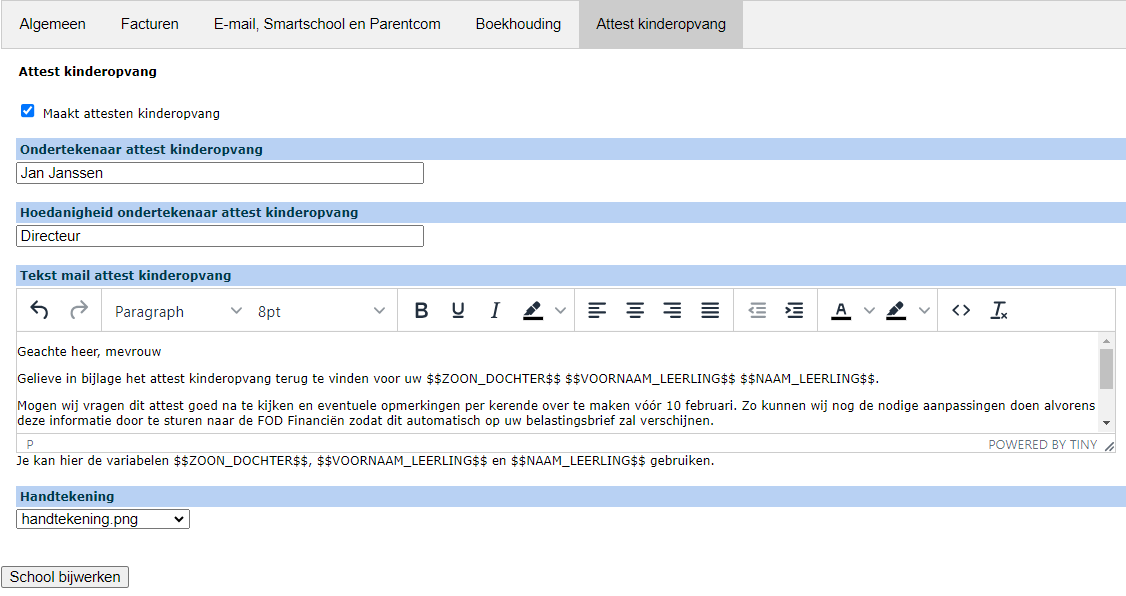 Algemeen Facturen E-mail, Smartschool en Parentcom Boekhouding Attest kinderopvang
Attest kinderopvang
Maakt attesten kinderopvang
Ondertekenaar attest kinderopvang
Jan Janssen
Hoedanigheid ondertekenaar attest kinderopvang
Directeur
Tekst mail attest kinderopvang
Paragraph 8pt B U I A
Geachte heer, mevrouw
Gelieve in bijlage het attest kinderopvang terug te vinden voor uw $$ZOON_DOCHTER$$ $$VOORNAAM_LEERLING$$ $$NAAM_LEERLING$$.
Mogen wij vragen dit attest goed na te kijken en eventuele opmerkingen per kerende over te maken vóór 10 februari. Zo kunnen wij nog de nodige aanpassingen doen alvorens
deze informatie door te sturen naar de FOD Financiën zodat dit automatisch op uw belastingsbrief zal verschijnen.
P POWERED BY TINY
Je kan hier de variabelen $$ZOON_DOCHTER$$, $$VOORNAAM_LEERLING$$ en $$NAAM_LEERLING$$ gebruiken.
Handtekening
handtekening.png
School bijwerken